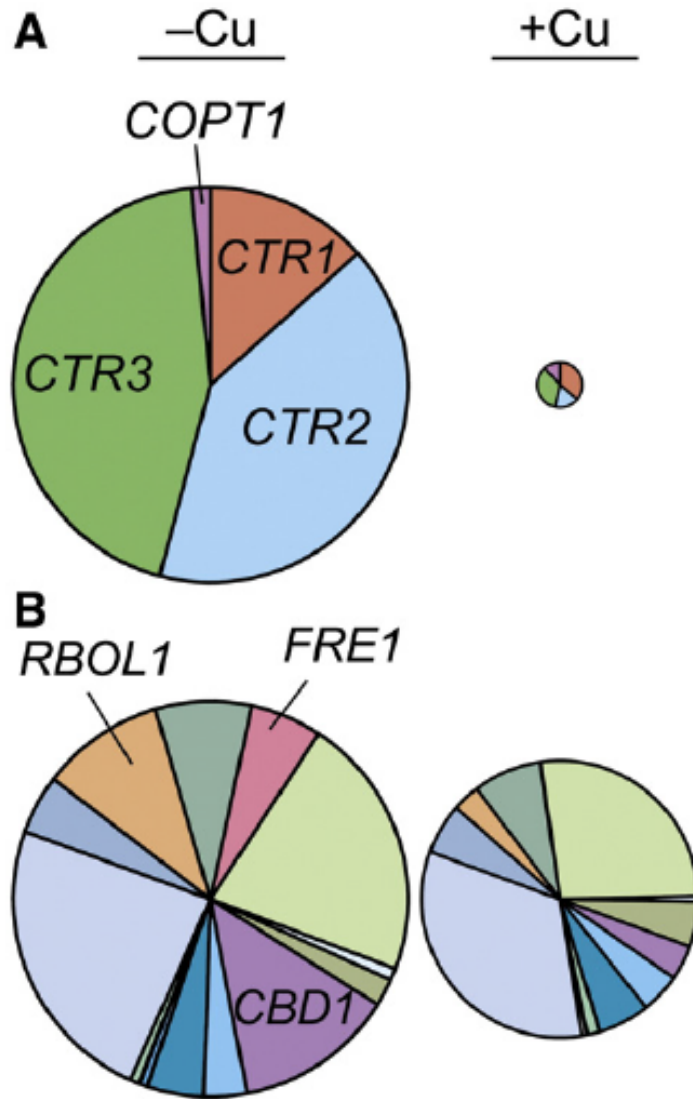 A
–Cu
+Cu
COPT1
CTR1
CTR3
CTR2
B
RBOL1
FRE1
CBD1